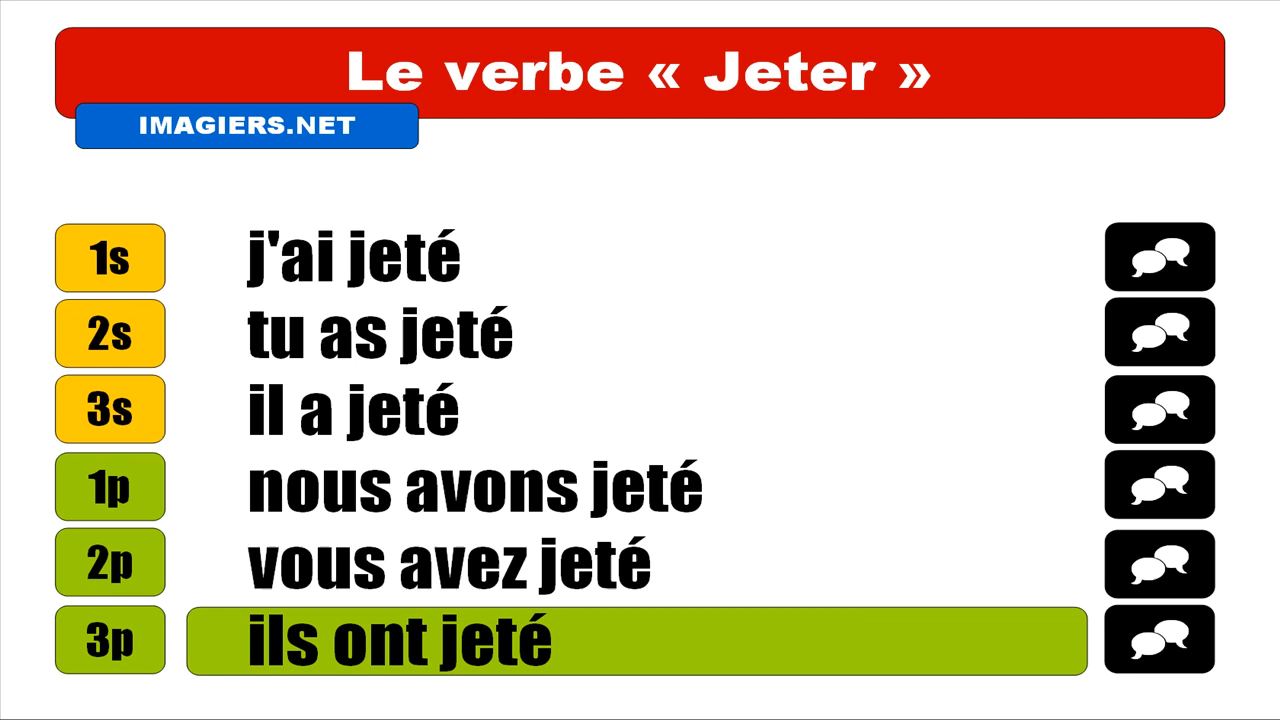 Le verbe « Jeter »
IMAGIERS.NET
1s j'ai jeté
2s tu as jeté
3s il a jeté
1p nous avons jeté
2p vous avez jeté
3p ils ont jeté